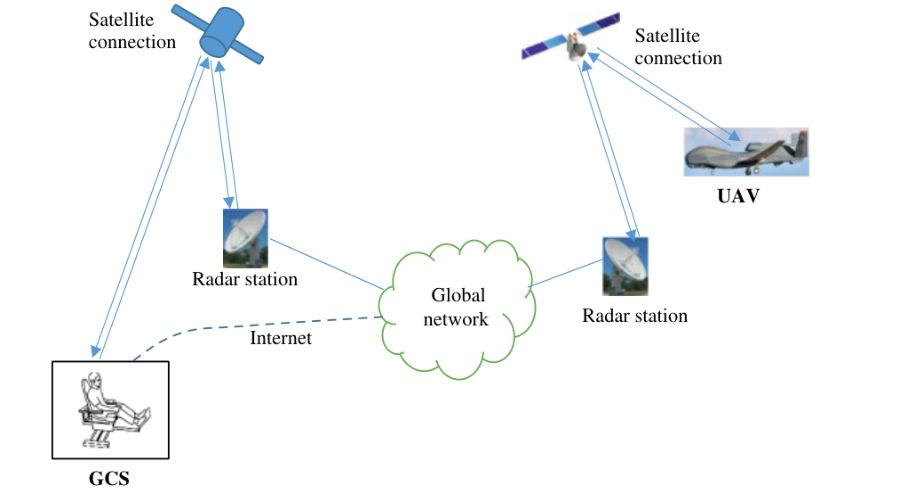 Satellite
connection
Satellite
connection
UAV
Radar station
Global
network
Radar station
Internet
GCS